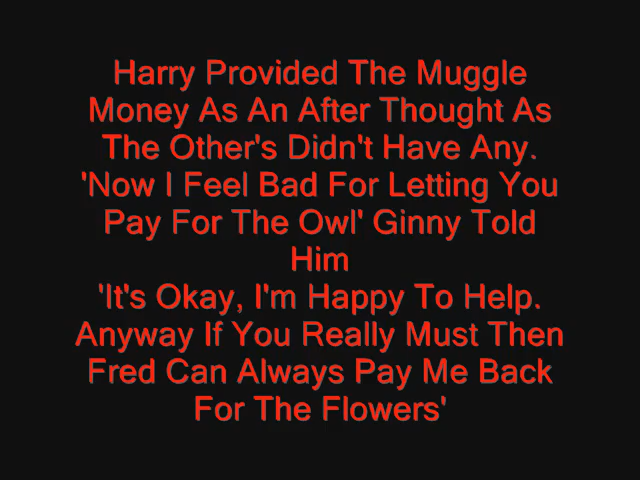 Harry Provided The Muggle
Money As An After Thought As
The Other's Didn't Have Any.
'Now I Feel Bad For Letting You
Pay For The Owl' Ginny Told
Him
'It's Okay, I'm Happy To Help.
Anyway If You Really Must Then
Fred Can Always Pay Me Back
For The Flowers'